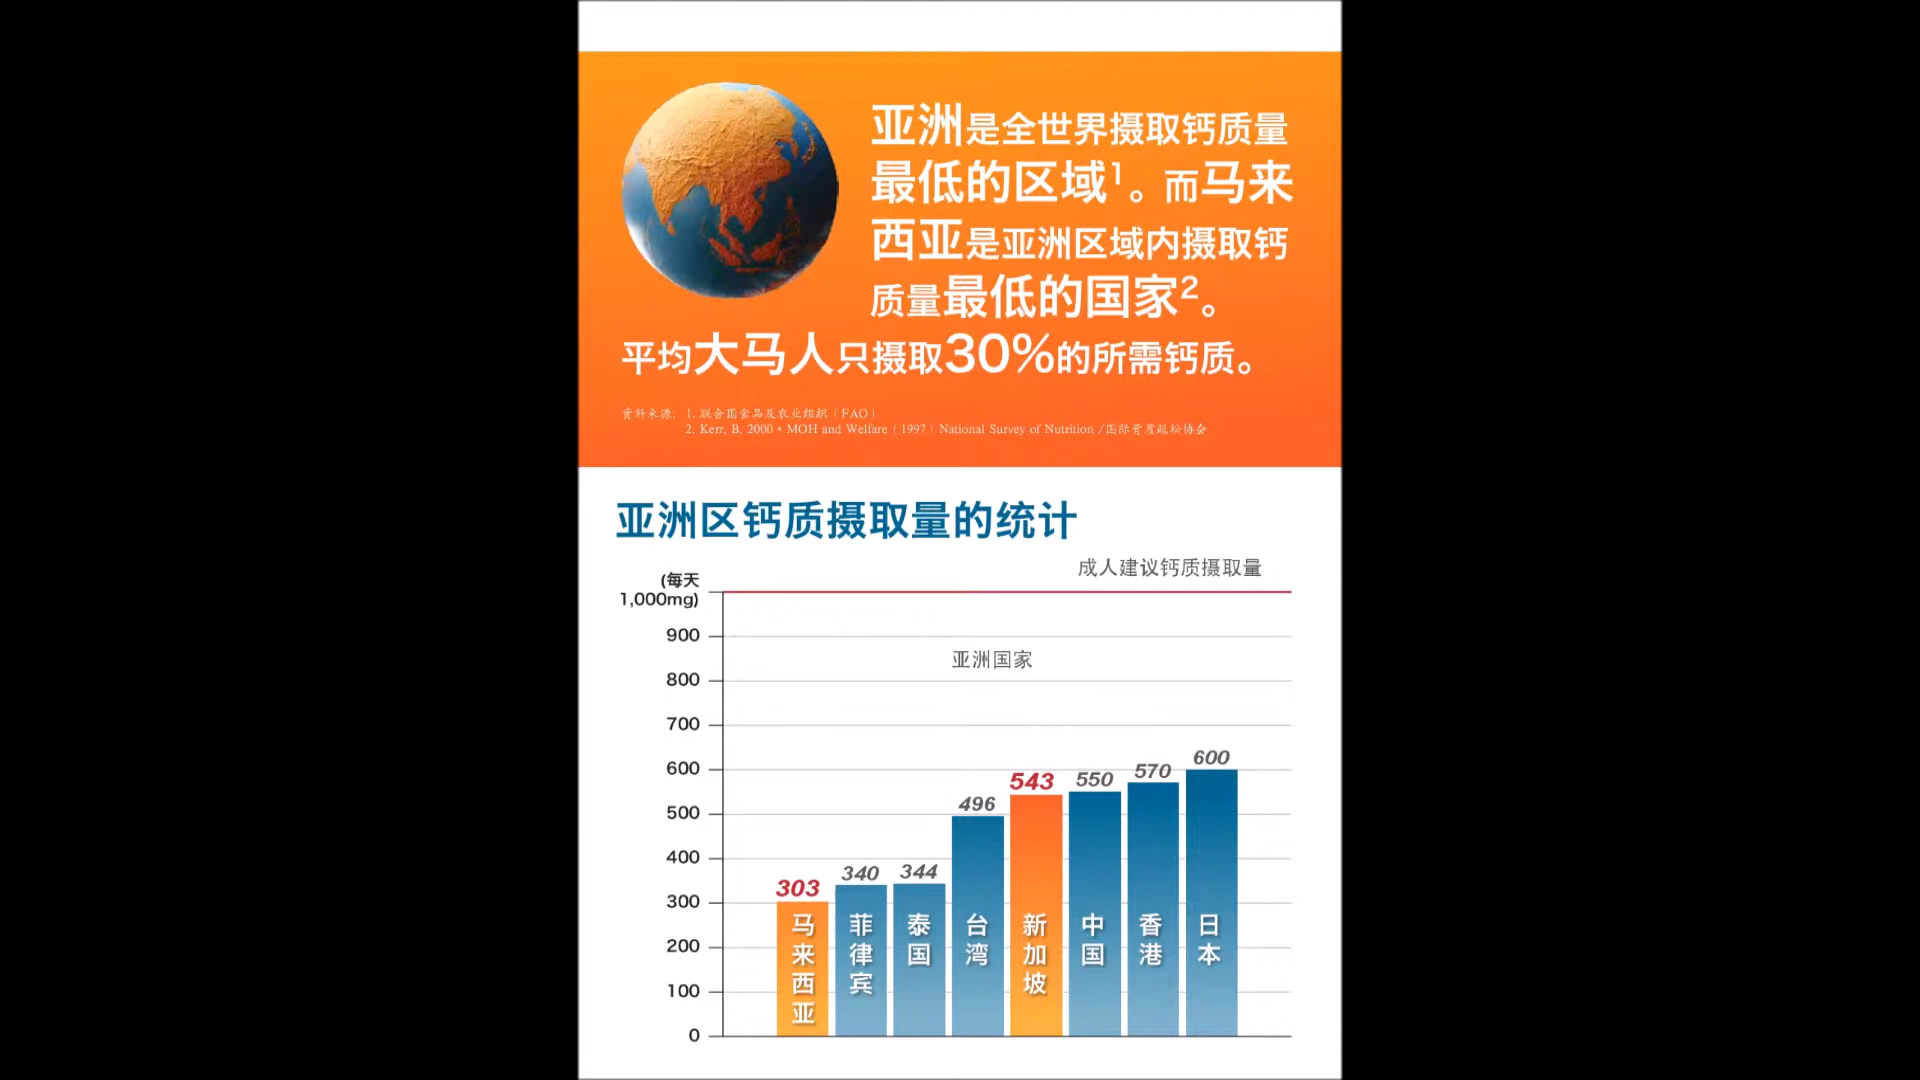 亚洲是全世界摄取钙质量
最低的区域1。而马来
西亚是亚洲区域内摄取钙
质量最低的国家2。
平均大马人只摄取30%的所需钙质。
资料来源: 1. 联合国食品及农业组织 (FAO)
2. Kerr, B. 2000 • MOH and Welfare (1997) National Survey of Nutrition /国际骨质疏松协会
亚洲区钙质摄取量的统计
成人建议钙质摄取量
(每天
1,000mg)
900
亚洲国家
800
700
600
500
400
300
200
100
0
303
340
344
496
543
550
570
600
马来西亚
菲律宾
泰国
台湾
新加坡
中国
香港
日本